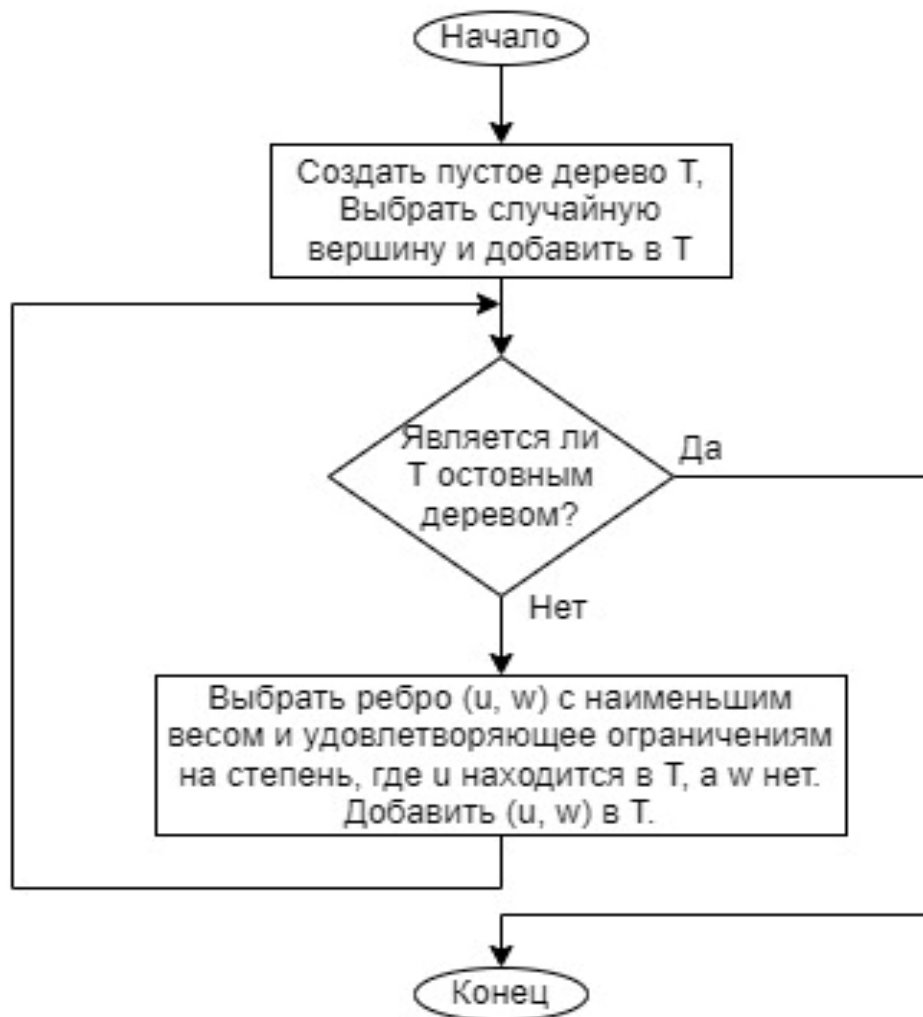 Начало
Создать пустое дерево T,
Выбрать случайную
вершину и добавить в T
Является ли
T остовным
деревом?
Да
Нет
Выбрать ребро (u, w) с наименьшим
весом и удовлетворяющее ограничениям
на степень, где u находится в T, а w нет.
Добавить (u, w) в T.
Конец